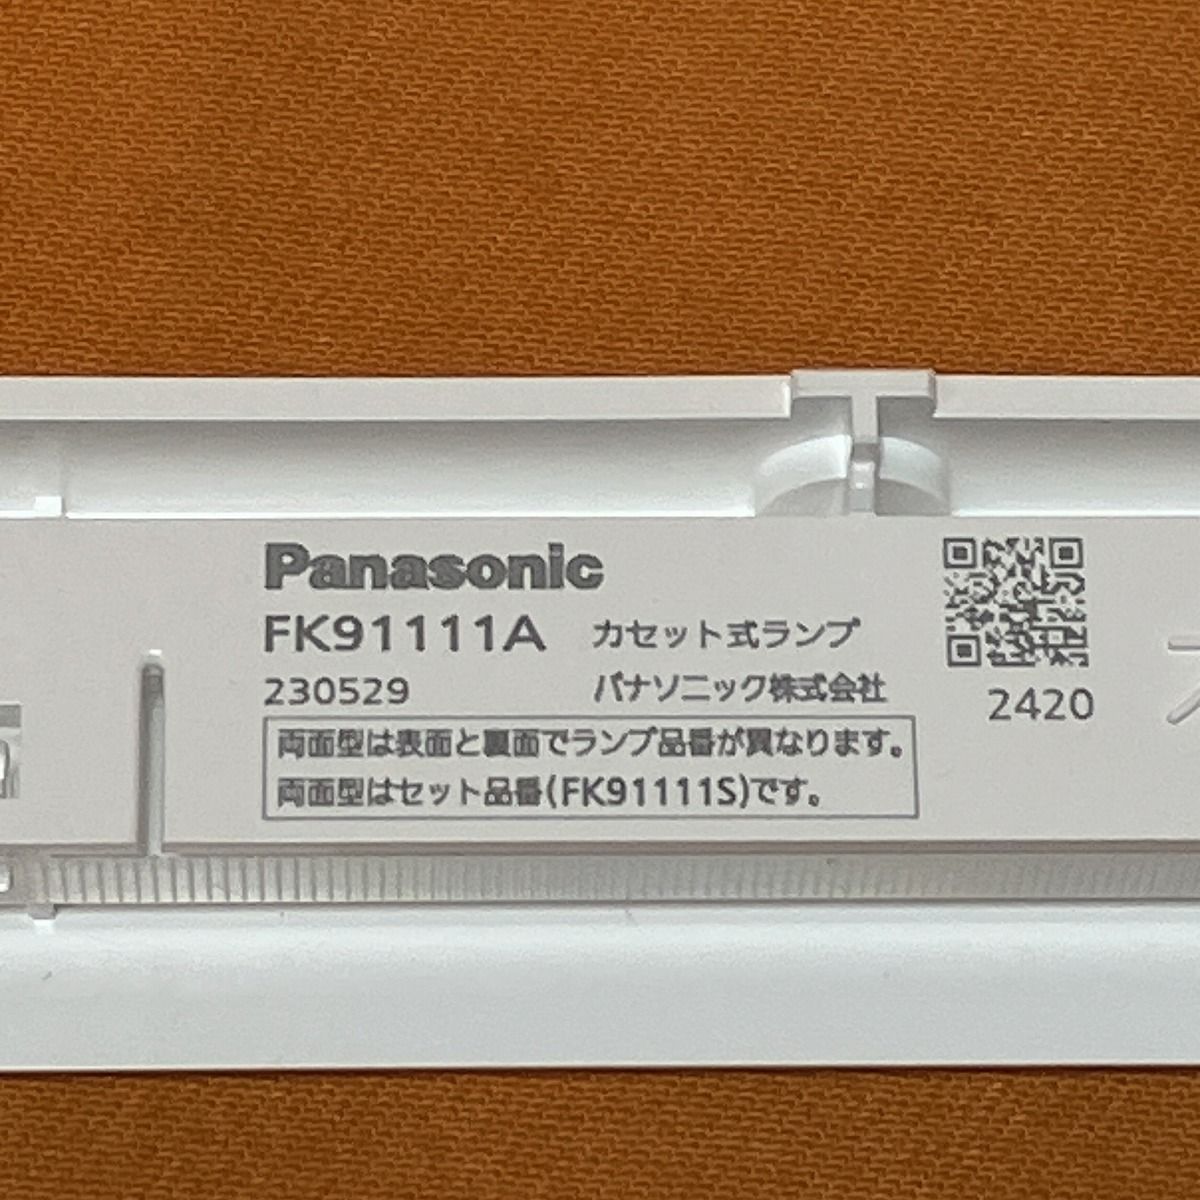 Panasonic
FK91111A カセット式ランプ
230529 パナソニック株式会社
2420
両面型は表面と裏面でランプ品番が異なります。
両面型はセット品番(FK91111S)です。